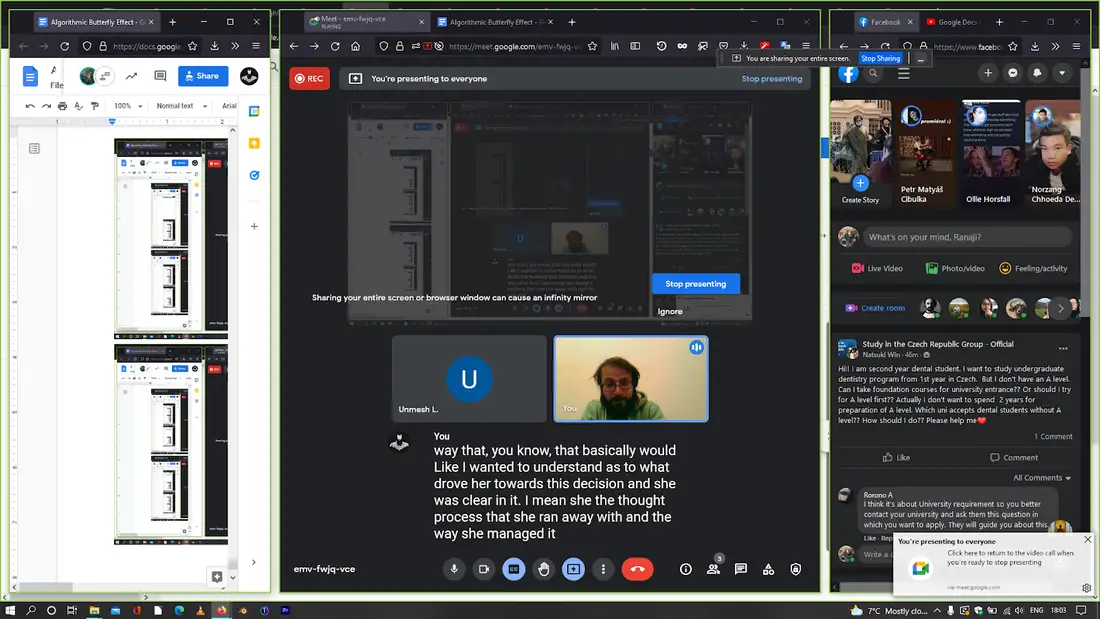 Algorithmic Butterfly Effect - G
https://docs.google
File
Share
100%
Normal text
Arial
Meet - emv-fwjq-vce
PLAYING
Algorithmic Butterfly Effect - G
https://meet.google.com/emv-fwjq-v
REC
You're presenting to everyone
Stop presenting
Sharing your entire screen or browser window can cause an infinity mirror
Stop presenting
Ignore
U
Unmesh L.
You
You
way that, you know, that basically would
Like I wanted to understand as to what
drove her towards this decision and she
was clear in it. I mean she the thought
process that she ran away with and the
way she managed it
emv-fwjq-vce
3
You are sharing your entire screen.
Stop Sharing
Facebook
Google Docs
https://www.faceb
Create Story
Petr Matyáš
Cibulka
Ollie Horsfall
Norzang
Chhoeda De...
What's on your mind, Ranaji?
Live Video
Photo/video
Feeling/activity
Create room
Study in the Czech Republic Group - Official
Natsuki Win · 46m
Hi!! I am second year dental student. I want to study undergraduate
dentistry program from 1st year in Czech. But I don't have an A level.
Can I take foundation courses for university entrance?? Or should I try
for A level first?? Actually I don't want to spend 2 years for
preparation of A level. Which uni accepts dental students without A
level?? How should I do?? Please help me❤️
1 Comment
Like
Comment
All Comments
Rorono A
I think it's about University requirement so you better
contact your university and ask them this question in
which you want to apply. They will guide you about this.
Like · Rep
Write a c
You're presenting to everyone
Click here to return to the video call when
you're ready to stop presenting
via meet.google.com
7°C Mostly clo...
ENG
18:03